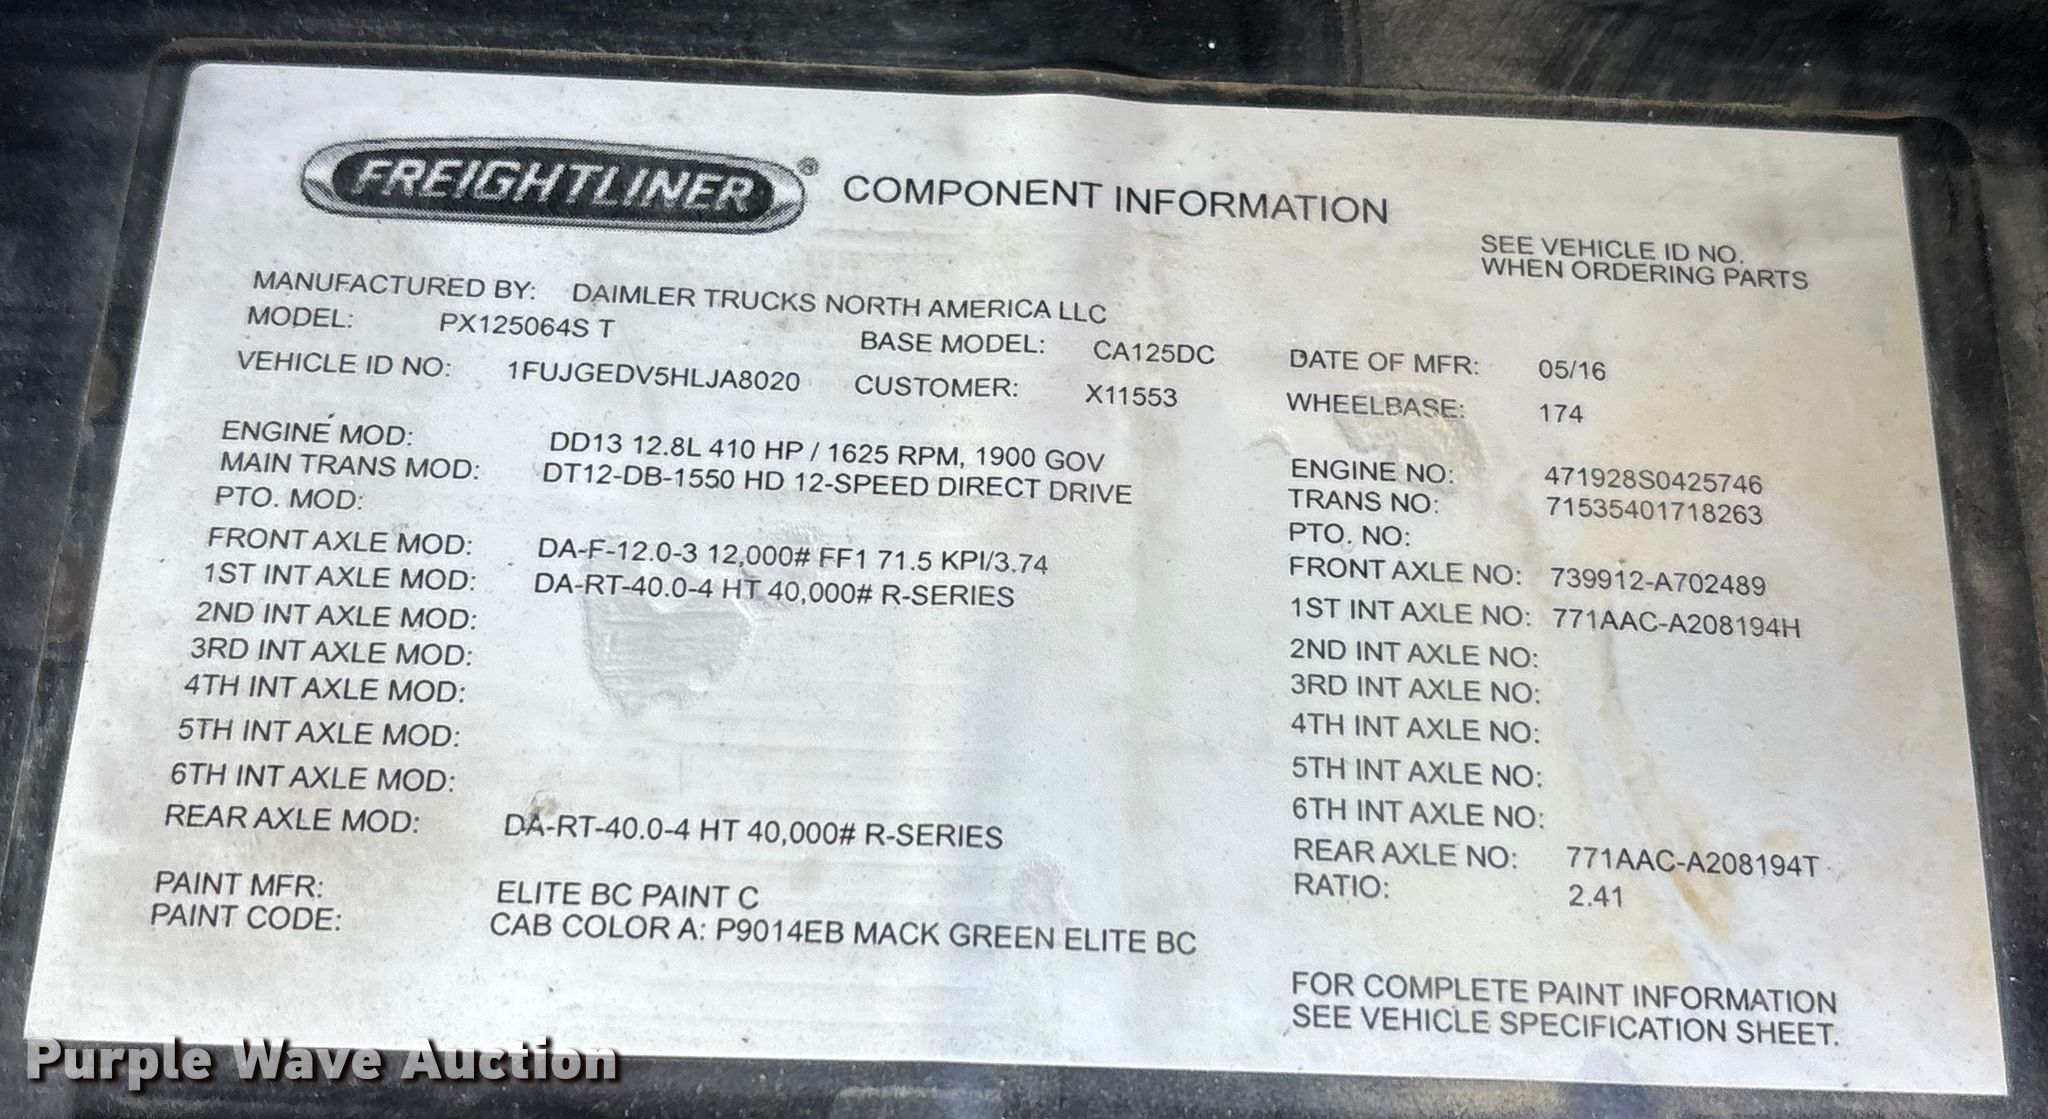 FREIGHTLINER® COMPONENT INFORMATION
SEE VEHICLE ID NO.
WHEN ORDERING PARTS
MANUFACTURED BY: DAIMLER TRUCKS NORTH AMERICA LLC
MODEL: PX125064S T BASE MODEL: CA125DC DATE OF MFR: 05/16
VEHICLE ID NO: 1FUJGEDV5HLJA8020 CUSTOMER: X11553 WHEELBASE: 174
ENGINE MOD: DD13 12.8L 410 HP / 1625 RPM, 1900 GOV ENGINE NO: 471928S0425746
MAIN TRANS MOD: DT12-DB-1550 HD 12-SPEED DIRECT DRIVE TRANS NO: 71535401718263
PTO. MOD: PTO. NO:
FRONT AXLE MOD: DA-F-12.0-3 12,000# FF1 71.5 KPI/3.74 FRONT AXLE NO: 739912-A702489
1ST INT AXLE MOD: DA-RT-40.0-4 HT 40,000# R-SERIES 1ST INT AXLE NO: 771AAC-A208194H
2ND INT AXLE MOD: 2ND INT AXLE NO:
3RD INT AXLE MOD: 3RD INT AXLE NO:
4TH INT AXLE MOD: 4TH INT AXLE NO:
5TH INT AXLE MOD: 5TH INT AXLE NO:
6TH INT AXLE MOD: 6TH INT AXLE NO:
REAR AXLE MOD: DA-RT-40.0-4 HT 40,000# R-SERIES REAR AXLE NO: 771AAC-A208194T
RATIO: 2.41
PAINT MFR: ELITE BC PAINT C
PAINT CODE: CAB COLOR A: P9014EB MACK GREEN ELITE BC
FOR COMPLETE PAINT INFORMATION
SEE VEHICLE SPECIFICATION SHEET.
Purple Wave Auction